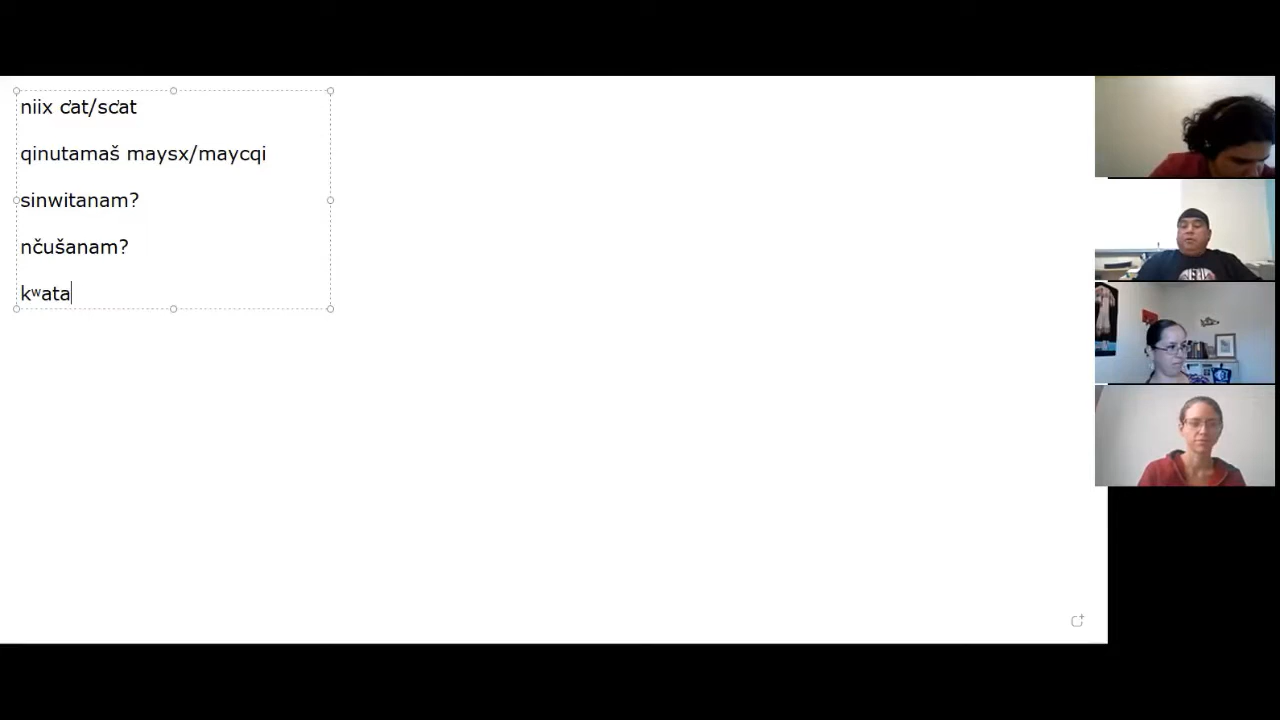 niix c̓at/sc̓at
qinutamaš maysx/maycqi
sinwitanam?
nčušanam?
kʷata